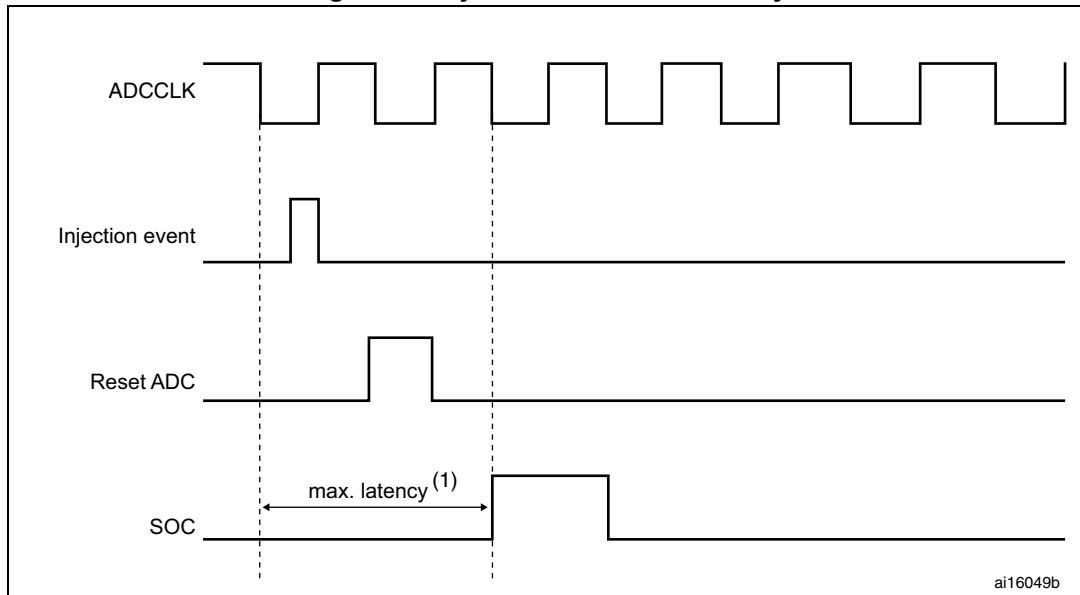 ADCCLK
Injection event
Reset ADC
max. latency (1)
SOC
ai16049b